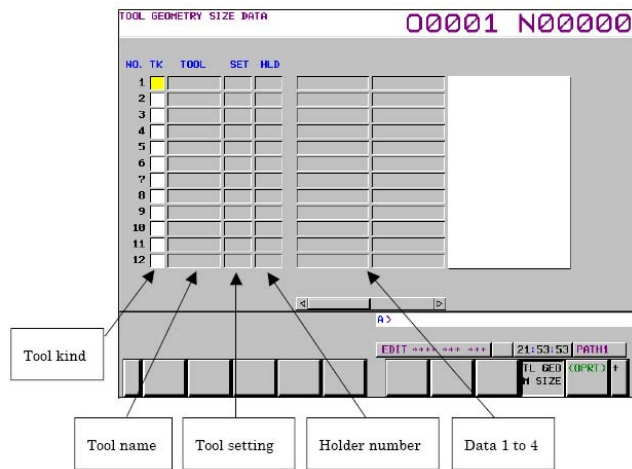 TOOL GEOMETRY SIZE DATA
O0001 N00000
NO. TK TOOL SET HLD
1
2
3
4
5
6
7
8
9
10
11
12
A>
EDIT **** *** *** 21:53:53 PATH1
TL GEO
M SIZE
(OPRT)
+
Tool kind
Tool name
Tool setting
Holder number
Data 1 to 4